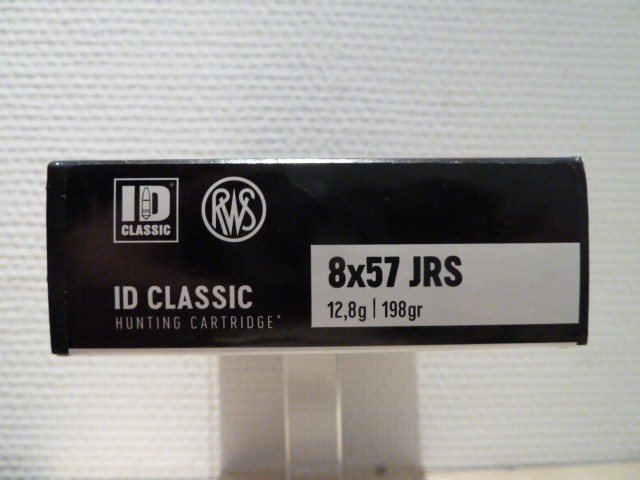 ID
CLASSIC
RWS
ID CLASSIC
HUNTING CARTRIDGE*
8x57 JRS
12,8g | 198gr